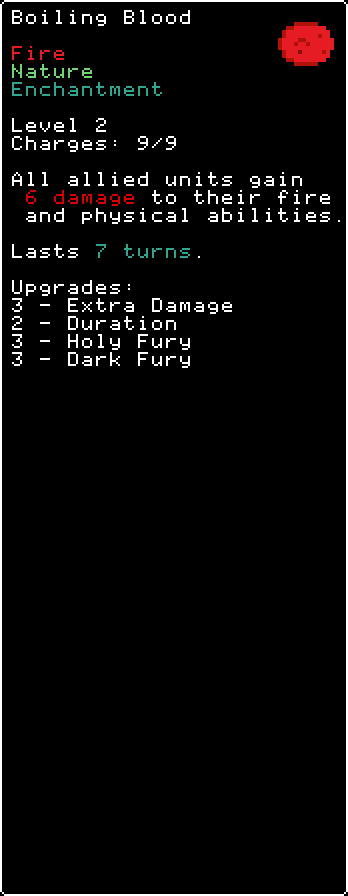 Boiling Blood
Fire
Nature
Enchantment
Level 2
Charges: 9/9
All allied units gain
6 damage to their fire
and physical abilities.
Lasts 7 turns.
Upgrades:
3 - Extra Damage
2 - Duration
3 - Holy Fury
3 - Dark Fury